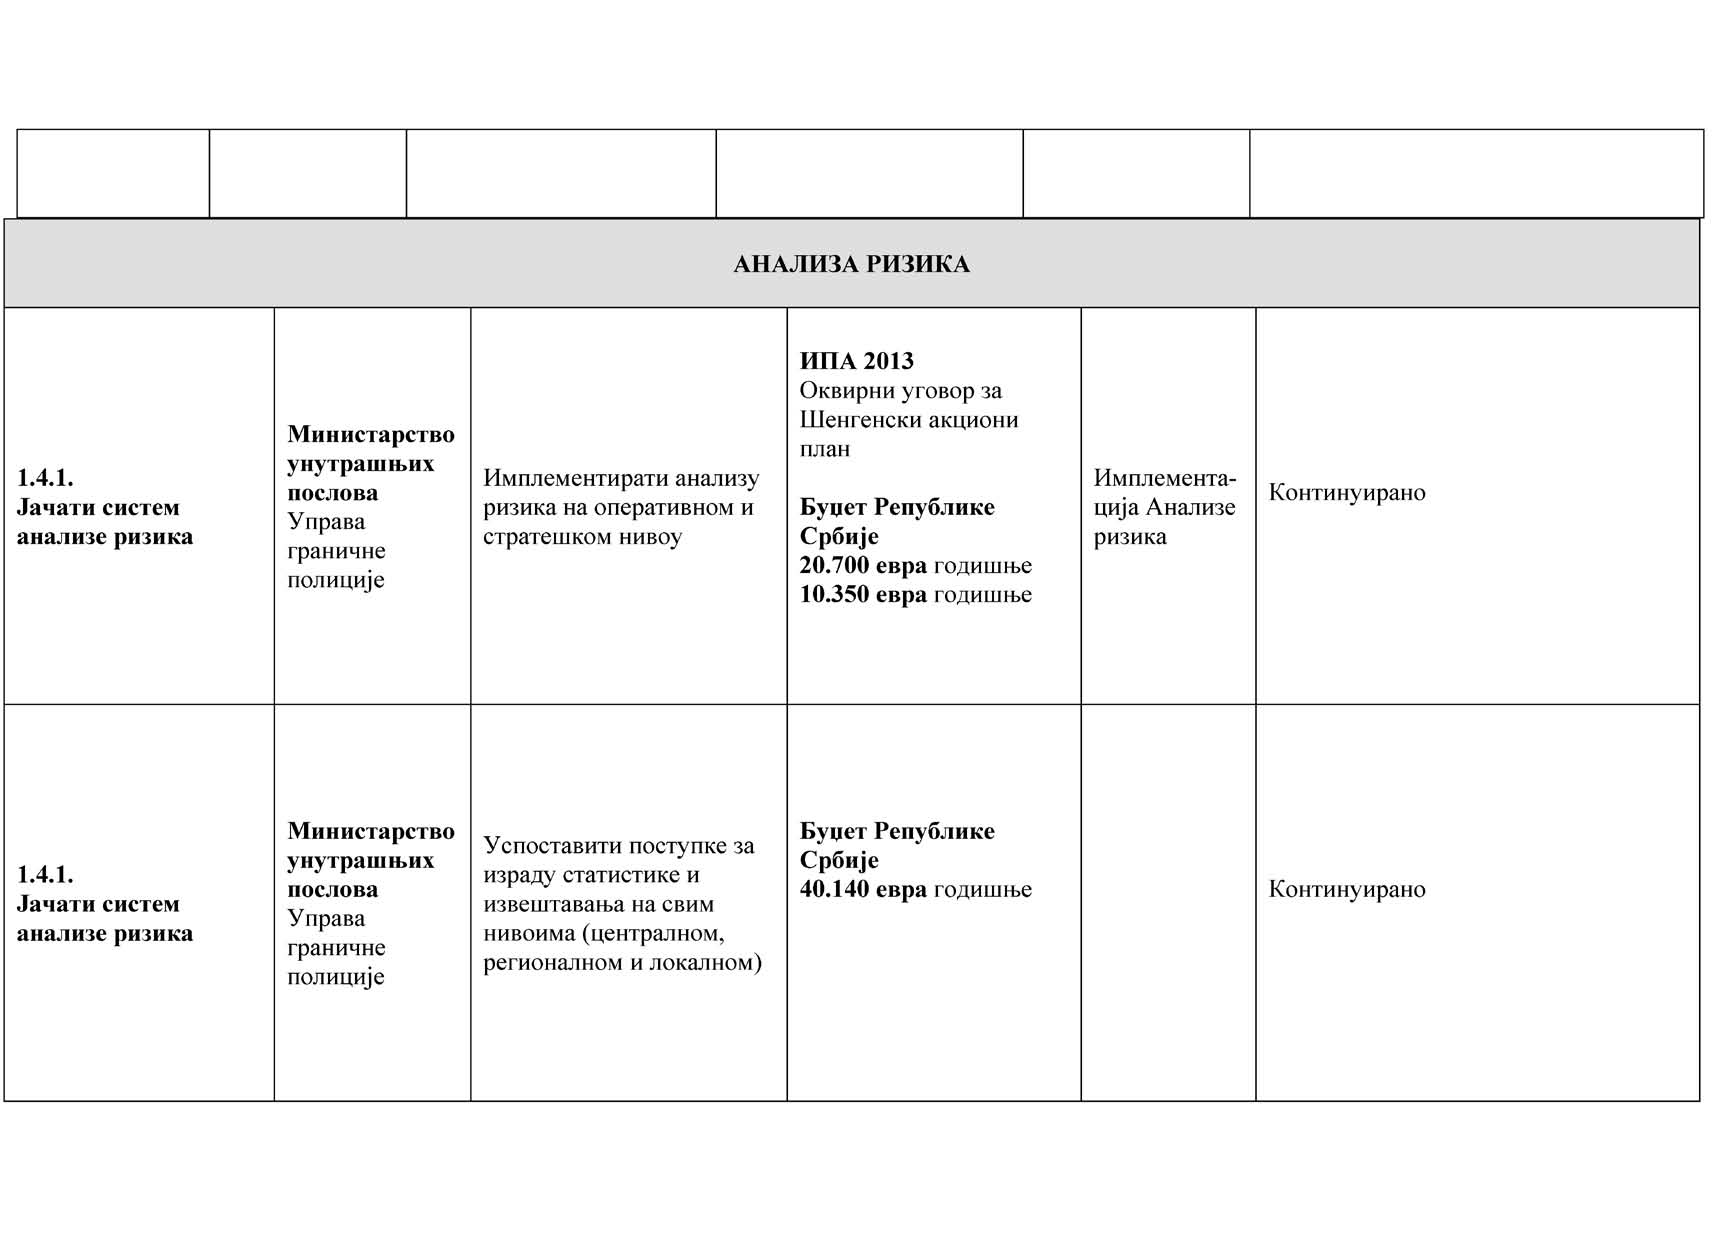 АНАЛИЗА РИЗИКА
1.4.1.
Јачати систем
анализе ризика
Министарство
унутрашњих
послова
Управа
граничне
полиције
Имплементирати анализу
ризика на оперативном и
стратешком нивоу
ИПА 2013
Оквирни уговор за
Шенгенски акциони
план
Буџет Републике
Србије
20.700 евра годишње
10.350 евра годишње
Имплемента-
ција Анализе
ризика
Континуирано
1.4.1.
Јачати систем
анализе ризика
Министарство
унутрашњих
послова
Управа
граничне
полиције
Успоставити поступке за
израду статистике и
извештавања на свим
нивоима (централном,
регионалном и локалном)
Буџет Републике
Србије
40.140 евра годишње
Континуирано